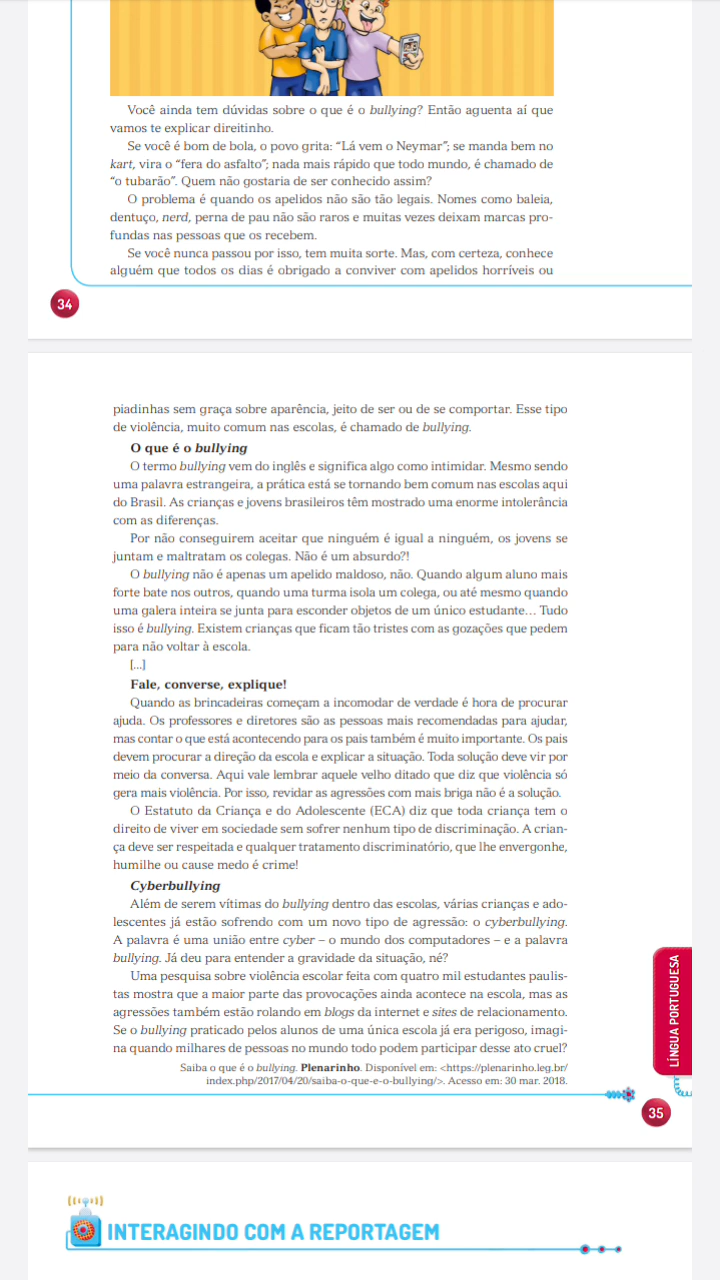 Você ainda tem dúvidas sobre o que é o bullying? Então aguenta aí que
vamos te explicar direitinho.
Se você é bom de bola, o povo grita: “Lá vem o Neymar”; se manda bem no
kart, vira o “fera do asfalto”; nada mais rápido que todo mundo, é chamado de
“o tubarão”. Quem não gostaria de ser conhecido assim?
O problema é quando os apelidos não são tão legais. Nomes como baleia,
dentuço, nerd, perna de pau não são raros e muitas vezes deixam marcas pro-
fundas nas pessoas que os recebem.
Se você nunca passou por isso, tem muita sorte. Mas, com certeza, conhece
alguém que todos os dias é obrigado a conviver com apelidos horríveis ou
34
piadinhas sem graça sobre aparência, jeito de ser ou de se comportar. Esse tipo
de violência, muito comum nas escolas, é chamado de bullying.
O que é o bullying
O termo bullying vem do inglês e significa algo como intimidar. Mesmo sendo
uma palavra estrangeira, a prática está se tornando bem comum nas escolas aqui
do Brasil. As crianças e jovens brasileiros têm mostrado uma enorme intolerância
com as diferenças.
Por não conseguirem aceitar que ninguém é igual a ninguém, os jovens se
juntam e maltratam os colegas. Não é um absurdo?!
O bullying não é apenas um apelido maldoso, não. Quando algum aluno mais
forte bate nos outros, quando uma turma isola um colega, ou até mesmo quando
uma galera inteira se junta para esconder objetos de um único estudante… Tudo
isso é bullying. Existem crianças que ficam tão tristes com as gozações que pedem
para não voltar à escola.
[...]
Fale, converse, explique!
Quando as brincadeiras começam a incomodar de verdade é hora de procurar
ajuda. Os professores e diretores são as pessoas mais recomendadas para ajudar,
mas contar o que está acontecendo para os pais também é muito importante. Os pais
devem procurar a direção da escola e explicar a situação. Toda solução deve vir por
meio da conversa. Aqui vale lembrar aquele velho ditado que diz que violência só
gera mais violência. Por isso, revidar as agressões com mais briga não é a solução.
O Estatuto da Criança e do Adolescente (ECA) diz que toda criança tem o
direito de viver em sociedade sem sofrer nenhum tipo de discriminação. A crian-
ça deve ser respeitada e qualquer tratamento discriminatório, que lhe envergonhe,
humilhe ou cause medo é crime!
Cyberbullying
Além de serem vítimas do bullying dentro das escolas, várias crianças e ado-
lescentes já estão sofrendo com um novo tipo de agressão: o cyberbullying.
A palavra é uma união entre cyber – o mundo dos computadores – e a palavra
bullying. Já deu para entender a gravidade da situação, né?
Uma pesquisa sobre violência escolar feita com quatro mil estudantes paulis-
tas mostra que a maior parte das provocações ainda acontece na escola, mas as
agressões também estão rolando em blogs da internet e sites de relacionamento.
Se o bullying praticado pelos alunos de uma única escola já era perigoso, imagi-
na quando milhares de pessoas no mundo todo podem participar desse ato cruel?
Saiba o que é o bullying. Plenarinho. Disponível em: <https://plenarinho.leg.br/
index.php/2017/04/20/saiba-o-que-e-o-bullying/>. Acesso em: 30 mar. 2018.
LÍNGUA PORTUGUESA
35
INTERAGINDO COM A REPORTAGEM